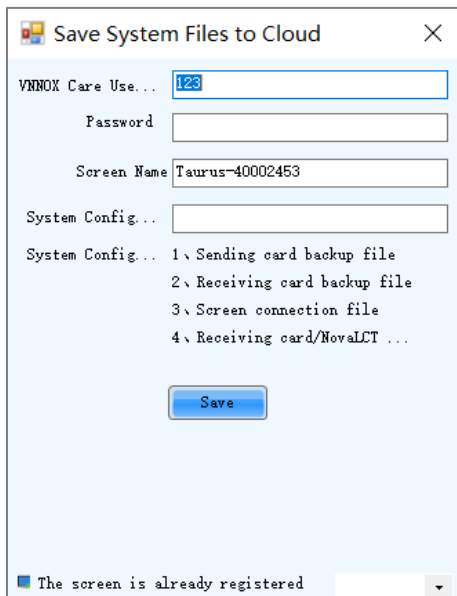 Save System Files to Cloud
VNNOX Care Use... 123
Password
Screen Name Taurus-40002453
System Config...
System Config... 1、Sending card backup file
2、Receiving card backup file
3、Screen connection file
4、Receiving card/NovaLCT ...
Save
The screen is already registered